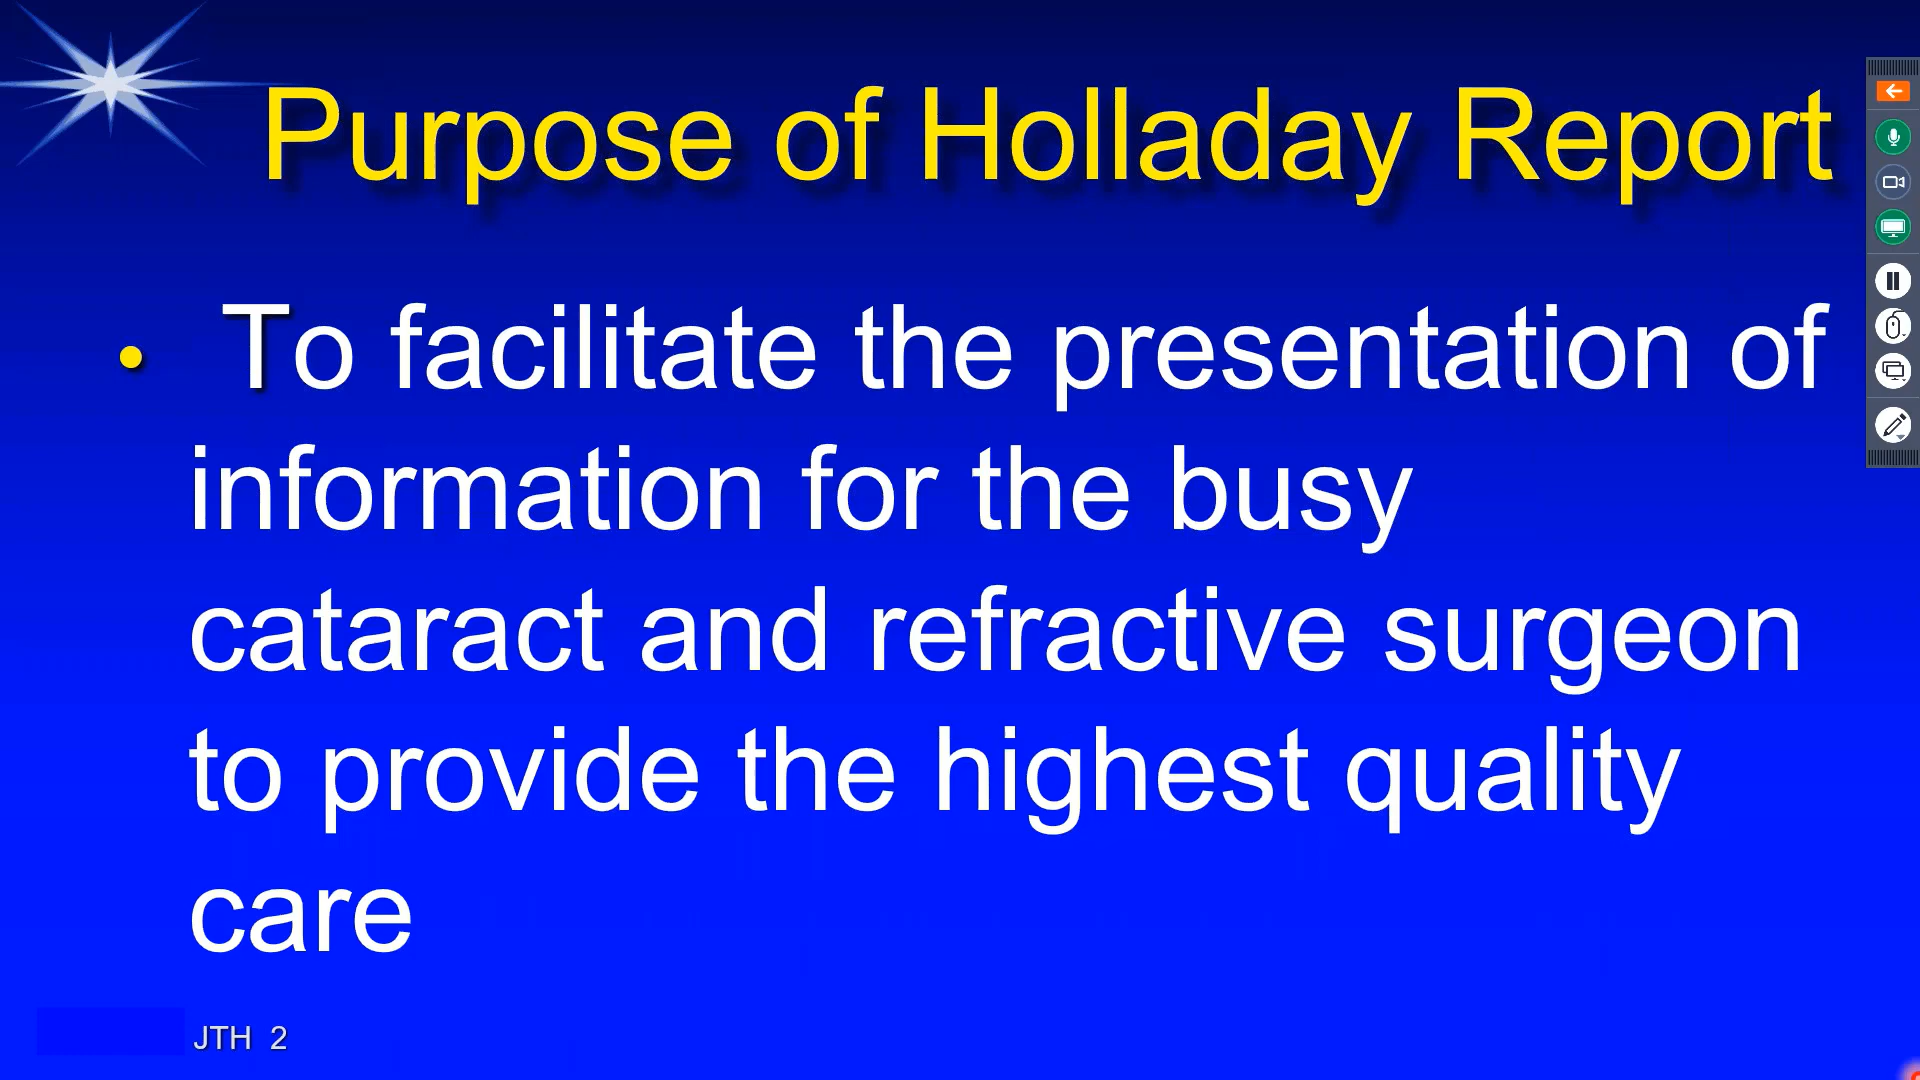 Purpose of Holladay Report
• To facilitate the presentation of
information for the busy
cataract and refractive surgeon
to provide the highest quality
care
JTH 2